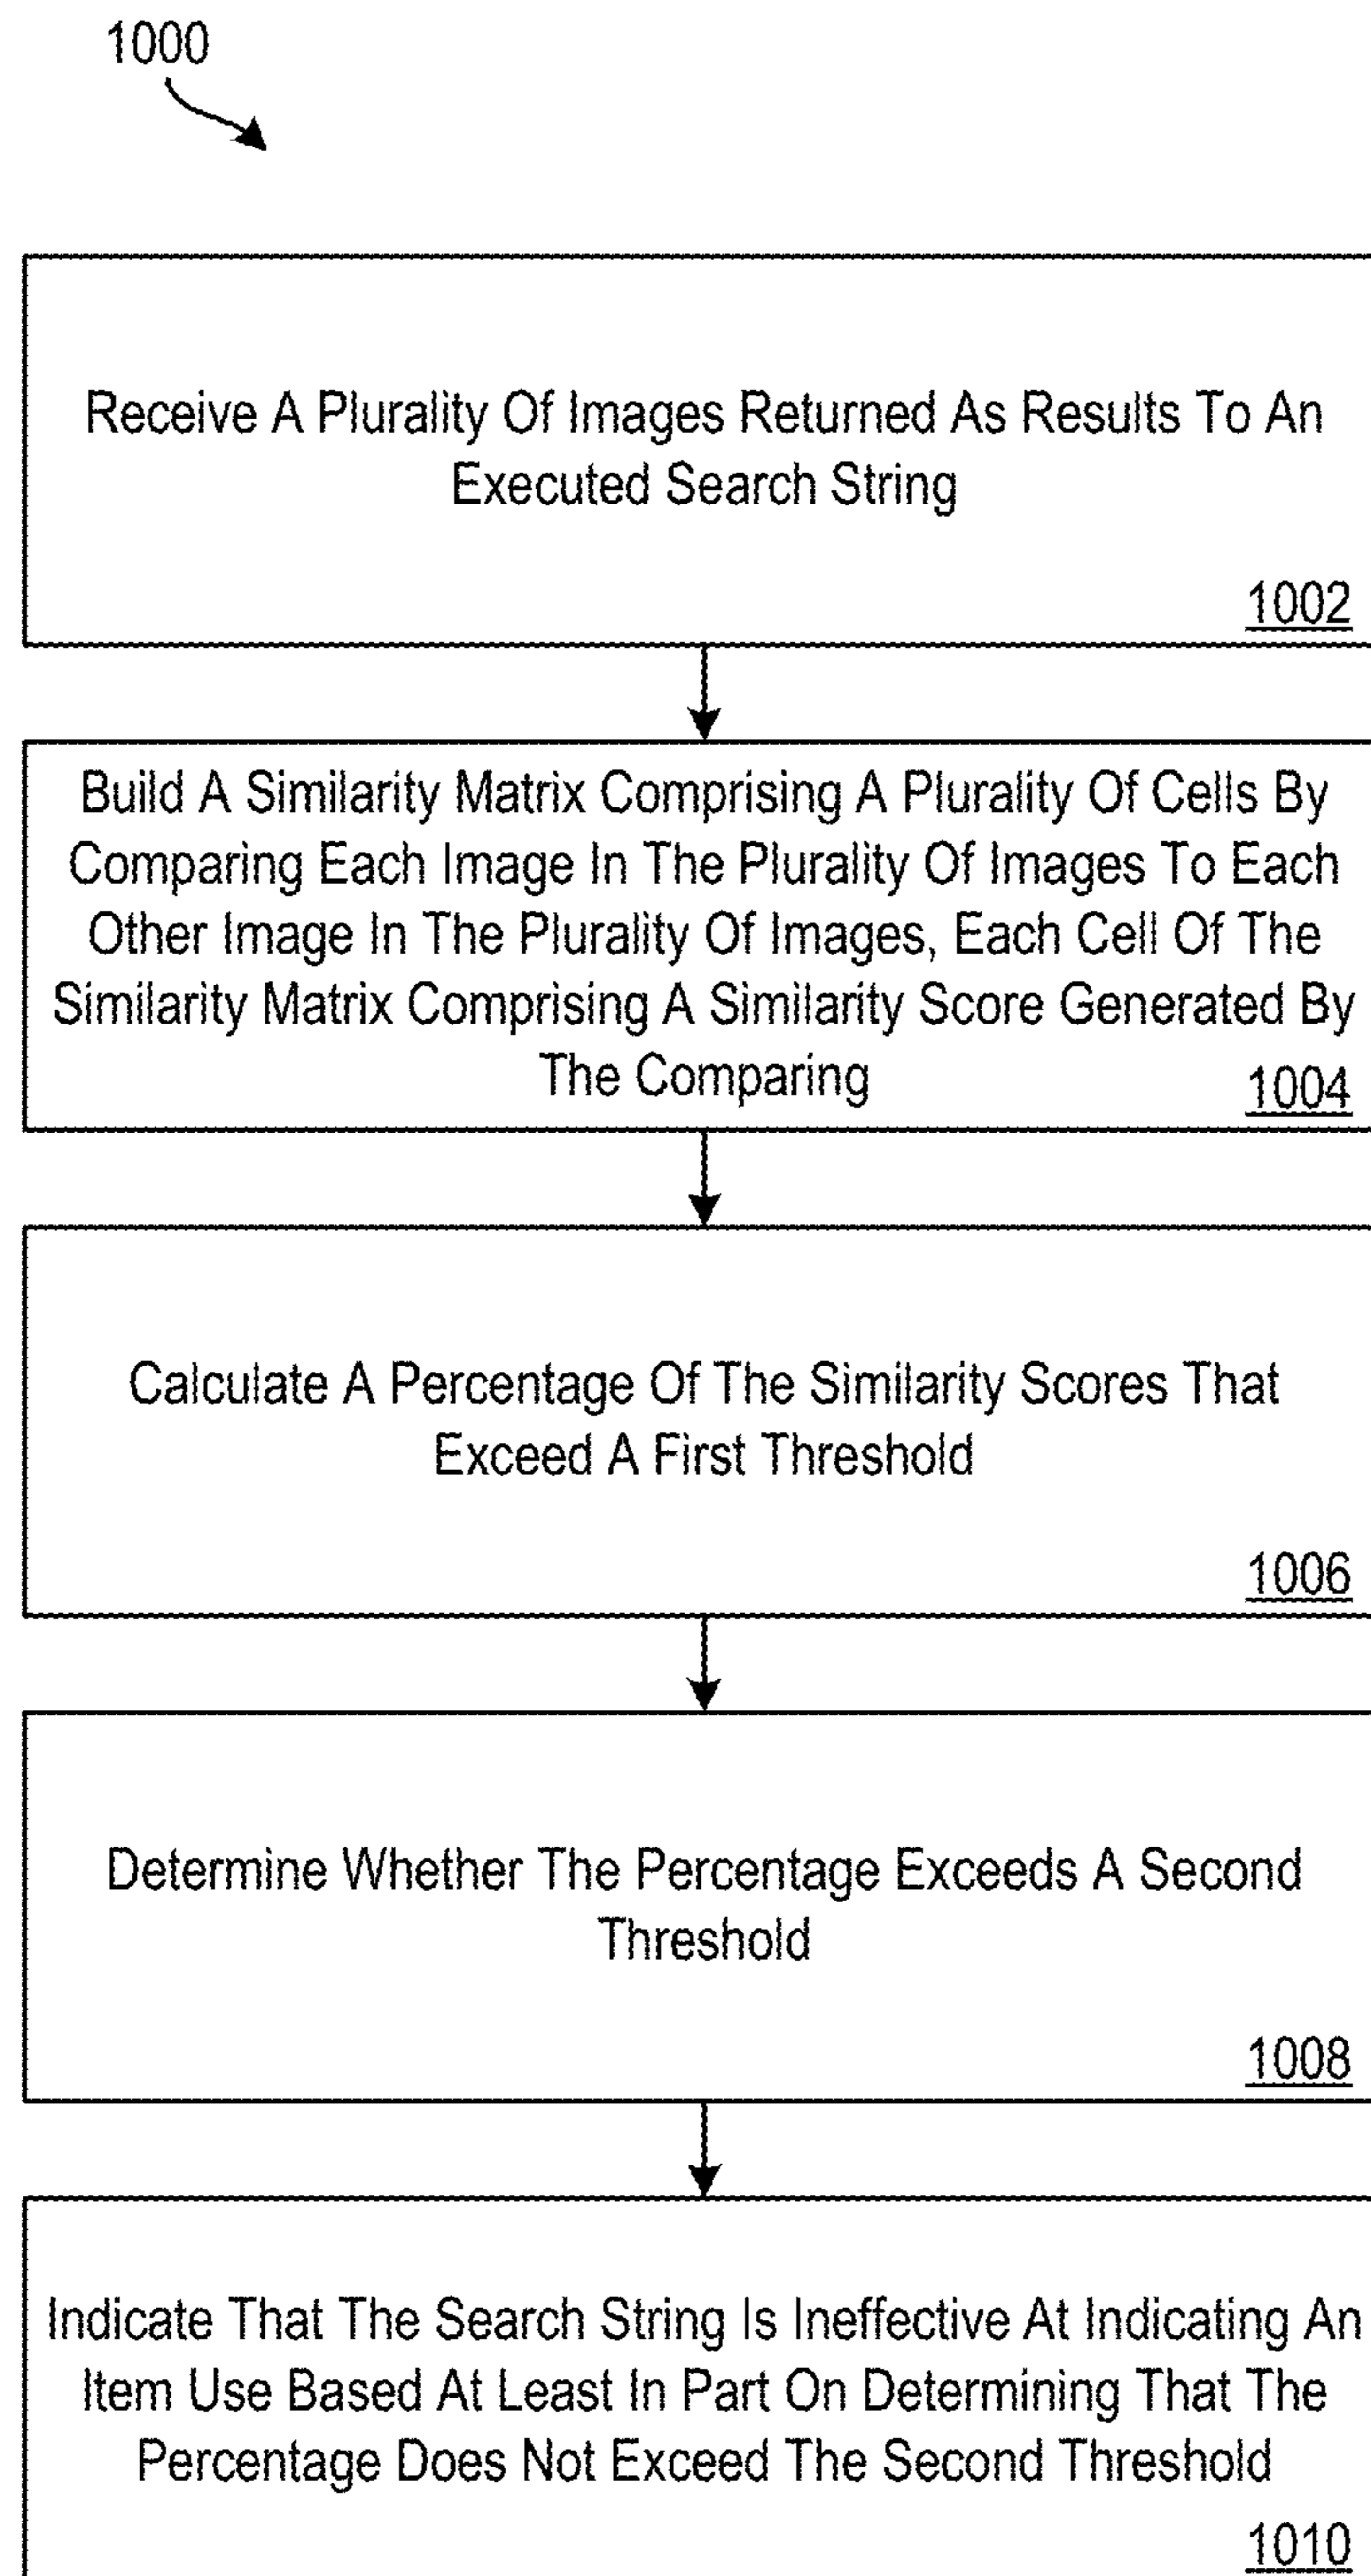 1000
Receive A Plurality Of Images Returned As Results To An
Executed Search String
1002
Build A Similarity Matrix Comprising A Plurality Of Cells By
Comparing Each Image In The Plurality Of Images To Each
Other Image In The Plurality Of Images, Each Cell Of The
Similarity Matrix Comprising A Similarity Score Generated By
The Comparing
1004
Calculate A Percentage Of The Similarity Scores That
Exceed A First Threshold
1006
Determine Whether The Percentage Exceeds A Second
Threshold
1008
Indicate That The Search String Is Ineffective At Indicating An
Item Use Based At Least In Part On Determining That The
Percentage Does Not Exceed The Second Threshold
1010